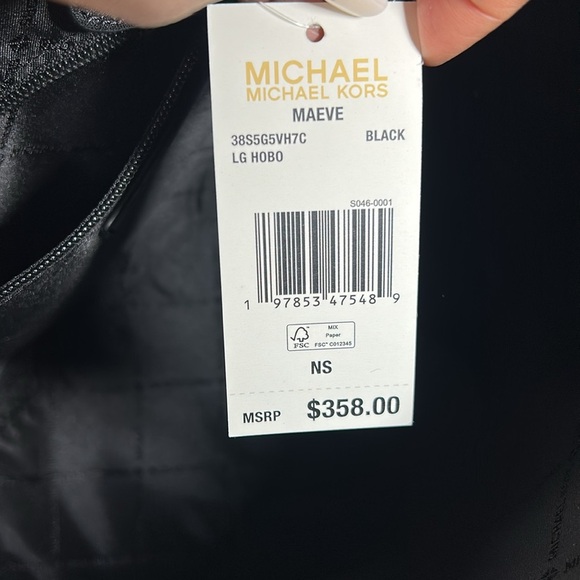 MICHAEL
MICHAEL KORS
MAEVE
38S5G5VH7C BLACK
LG HOBO
S046-0001
1 97853 47548 9
MIX
Paper
FSC FSC® C012345
NS
MSRP $358.00